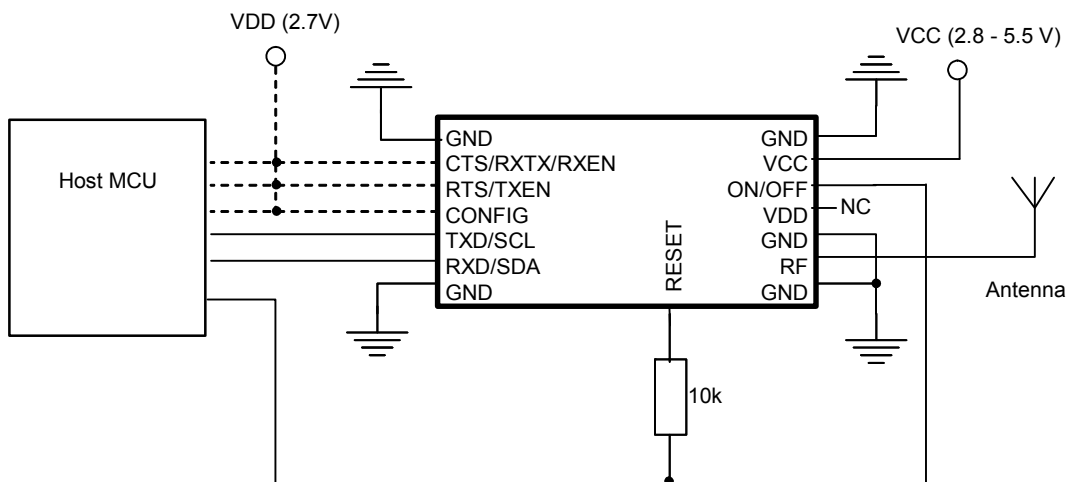 VDD (2.7V)
VCC (2.8 - 5.5 V)
Host MCU
GND
CTS/RXTX/RXEN
RTS/TXEN
CONFIG
TXD/SCL
RXD/SDA
GND
RESET
GND
VCC
ON/OFF
VDD
GND
RF
GND
NC
Antenna
10k